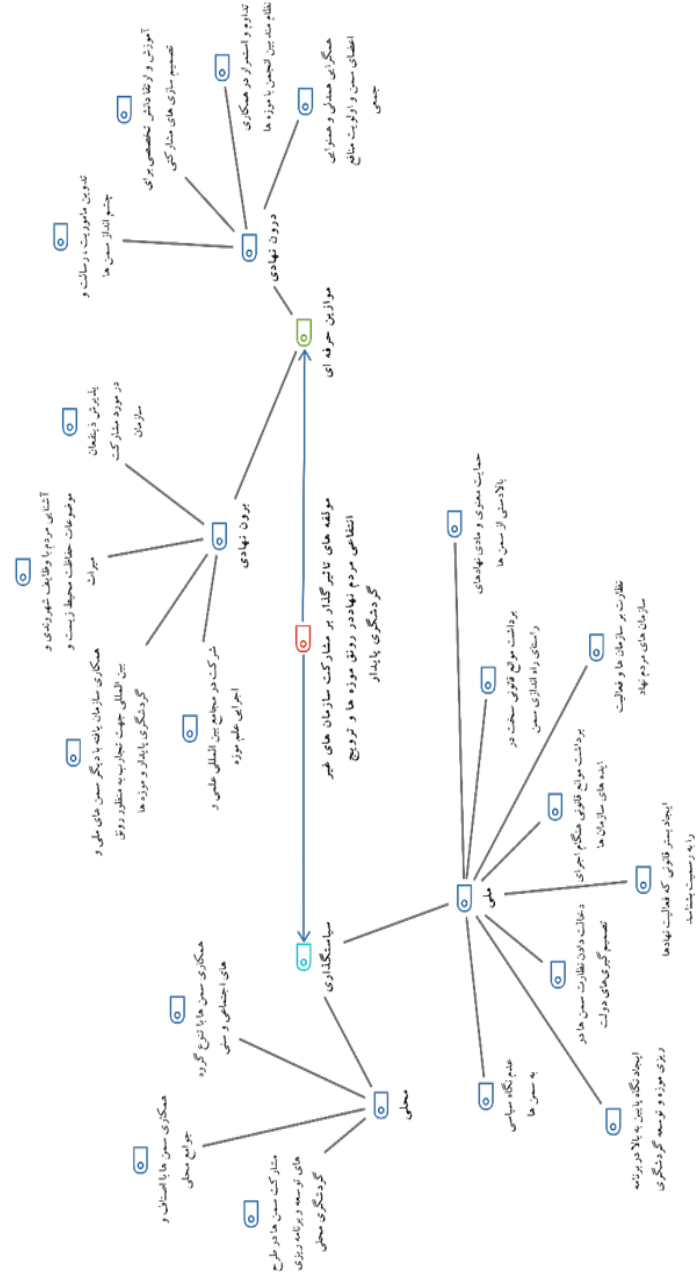 مولفه های تاثیرگذار بر مشارکت سازمان های غیر
انتفاعی مردم نهاددر رونق موزه ها و ترویج
گردشگری پایدار
موازین حرفه ای
درون نهادی
تدوین ماموریت ، رسالت و
چشم انداز سمن ها
آموزش و ارتقا دانش تخصصی برای
تصمیم سازی های مشارکتی
تداوم و استمرار در همکاری
نظام مند بین انجمن با موزه ها
همگرایی همدلی و همنوایی
اعضای سمن و اولویت منافع
جمعی
برون نهادی
پذیرش ذینفعان
در مورد مشارکت
سازمان
آشنایی مردم با وظایف شهروندی و
موضوعات حفاظت محیط زیست و
میراث
همکاری سازمان یافته با دیگر سمن های ملی و
بین المللی جهت تجارب به منظور رونق
گردشگری پایدار و موزه ها
شرکت در مجامع بین المللی علمی و
اجرایی علم موزه
سیاستگذاری
محلی
همکاری سمن ها با تنوع گروه
های اجتماعی و سنی
همکاری سمن ها با اصناف و
جوامع محلی
مشارکت سمن ها در طرح
های توسعه و برنامه ریزی
گردشگری محلی
ملی
حمایت معنوی و مادی نهادهای
بالادستی از سمن ها
برداشت موانع قانونی سخت در
راستای راه اندازی سمن
نظارت بر سازمان ها و فعالیت
سازمان های مردم نهاد
برداشت موانع قانونی هنگام اجرای
ایده های سازمان ها
ایجاد بستر قانونی که فعالیت نهادها
را به رسمیت بشناسد
دخالت دادن نظارت سمن ها در
تصمیم گیری‌های دولت
ایجاد نگاه پایین به بالا در برنامه
ریزی موزه و توسعه گردشگری
عدم نگاه سیاسی
به سمن ها